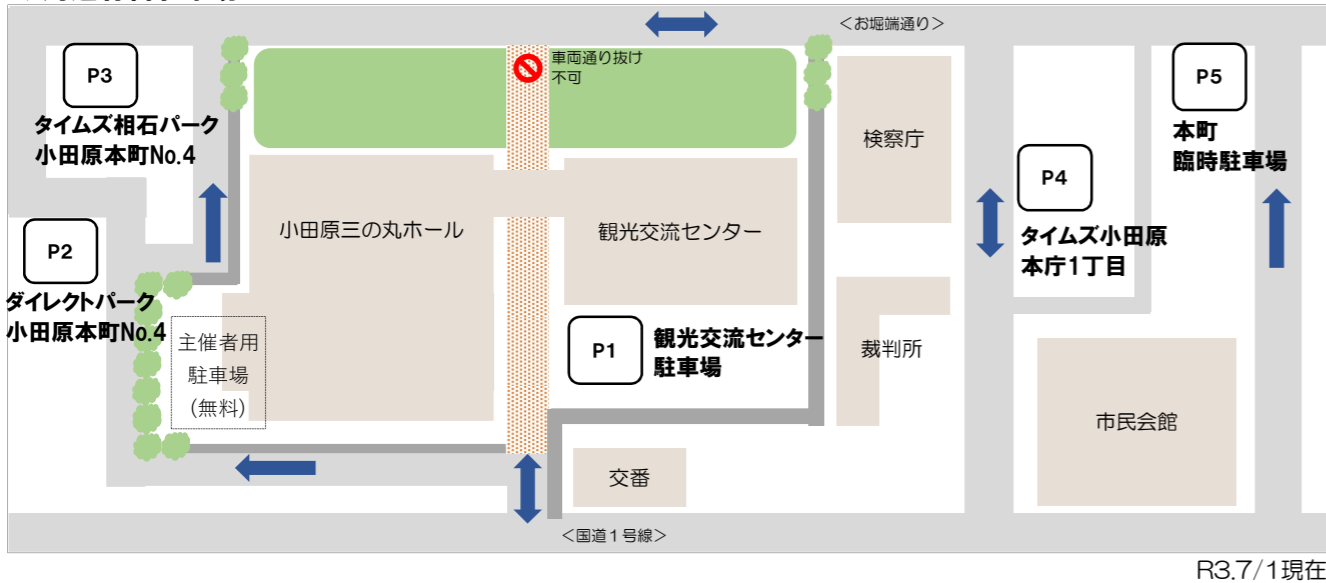 <お堀端通り>
車両通り抜け
不可
P3
タイムズ相石パーク
小田原本町No.4
P5
本町
臨時駐車場
検察庁
P4
タイムズ小田原
本庁1丁目
小田原三の丸ホール
観光交流センター
P2
ダイレクトパーク
小田原本町No.4
主催者用
駐車場
(無料)
P1
観光交流センター
駐車場
裁判所
市民会館
交番
<国道1号線>
R3.7/1現在